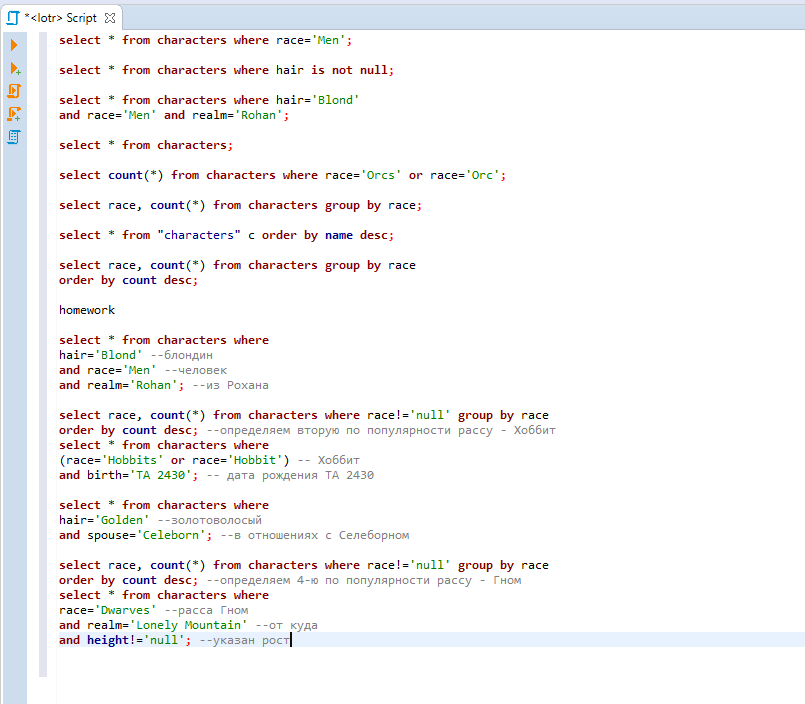 *<lotr> Script
select * from characters where race='Men';
select * from characters where hair is not null;
select * from characters where hair='Blond'
and race='Men' and realm='Rohan';
select * from characters;
select count(*) from characters where race='Orcs' or race='Orc';
select race, count(*) from characters group by race;
select * from "characters" c order by name desc;
select race, count(*) from characters group by race
order by count desc;
homework
select * from characters where
hair='Blond' --блондин
and race='Men' --человек
and realm='Rohan'; --из Рохана
select race, count(*) from characters where race!='null' group by race
order by count desc; --определяем вторую по популярности рассу - Хоббит
select * from characters where
(race='Hobbits' or race='Hobbit') -- Хоббит
and birth='TA 2430'; -- дата рождения TA 2430
select * from characters where
hair='Golden' --золотоволосый
and spouse='Celeborn'; --в отношениях с Селеборном
select race, count(*) from characters where race!='null' group by race
order by count desc; --определяем 4-ю по популярности рассу - Гном
select * from characters where
race='Dwarves' --расса Гном
and realm='Lonely Mountain' --от куда
and height!='null'; --указан рост